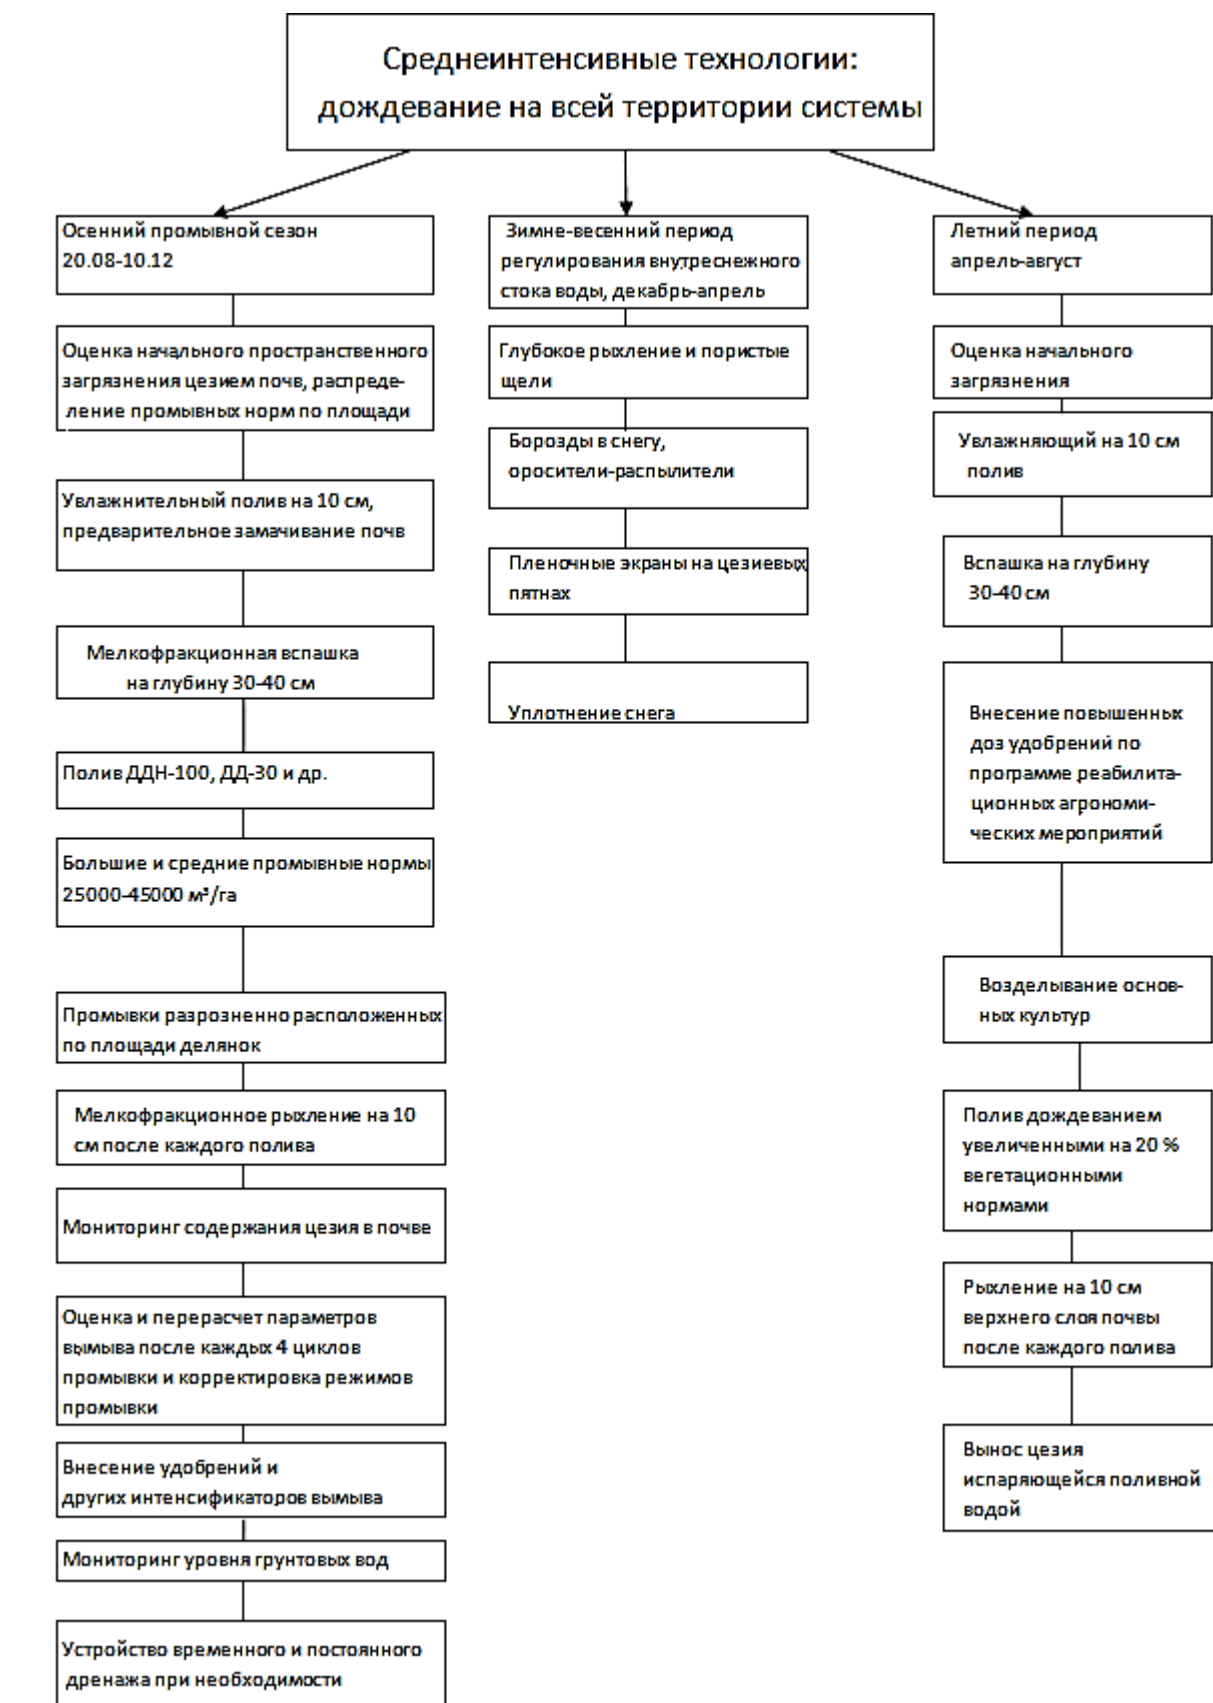 Среднеинтенсивные технологии:
дождевание на всей территории системы
Осенний промывной сезон
20.08-10.12
Оценка начального пространственного
загрязнения цезием почв, распреде-
ление промывных норм по площади
Увлажнительный полив на 10 см,
предварительное замачивание почв
Мелкофракционная вспашка
на глубину 30-40 см
Полив ДДН-100, ДД-30 и др.
Большие и средние промывные нормы
25000-45000 м³/га
Промывки разрозненно расположенных
по площади делянок
Мелкофракционное рыхление на 10
см после каждого полива
Мониторинг содержания цезия в почве
Оценка и перерасчет параметров
вымыва после каждых 4 циклов
промывки и корректировка режимов
промывки
Внесение удобрений и
других интенсификаторов вымыва
Мониторинг уровня грунтовых вод
Устройство временного и постоянного
дренажа при необходимости
Зимне-весенний период
регулирования внутреснежного
стока воды, декабрь-апрель
Глубокое рыхление и пористые
щели
Борозды в снегу,
оросители-распылители
Пленочные экраны на цезиевых
пятнах
Уплотнение снега
Летний период
апрель-август
Оценка начального
загрязнения
Увлажняющий на 10 см
полив
Вспашка на глубину
30-40 см
Внесение повышенных
доз удобрений по
программе реабилита-
ционных агрономи-
ческих мероприятий
Возделывание основ-
ных культур
Полив дождеванием
увеличенными на 20 %
вегетационными
нормами
Рыхление на 10 см
верхнего слоя почвы
после каждого полива
Вынос цезия
испаряющейся поливной
водой